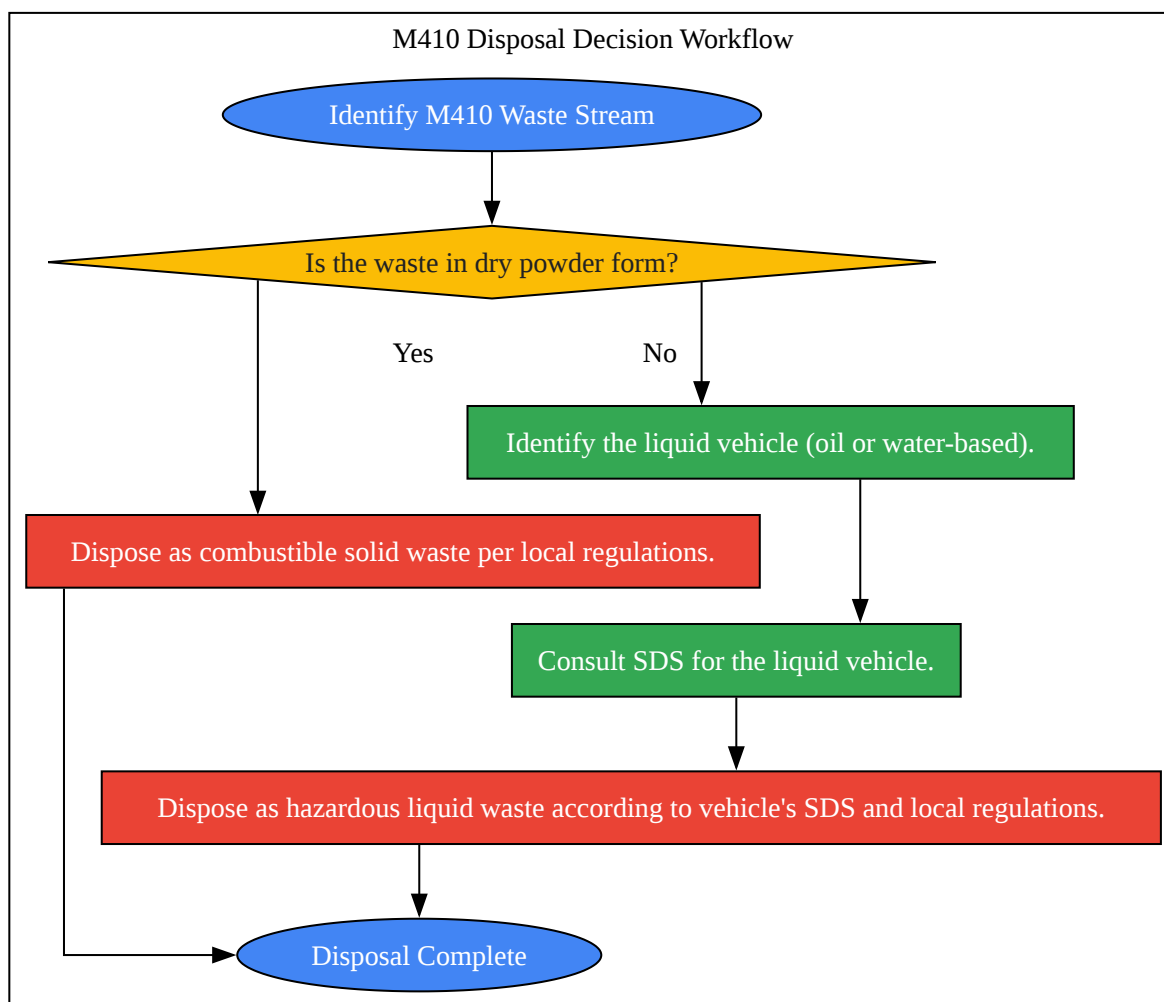 M410 Disposal Decision Workflow
Identify M410 Waste Stream
Is the waste in dry powder form?
Yes
No
Identify the liquid vehicle (oil or water-based).
Dispose as combustible solid waste per local regulations.
Consult SDS for the liquid vehicle.
Dispose as hazardous liquid waste according to vehicle's SDS and local regulations.
Disposal Complete